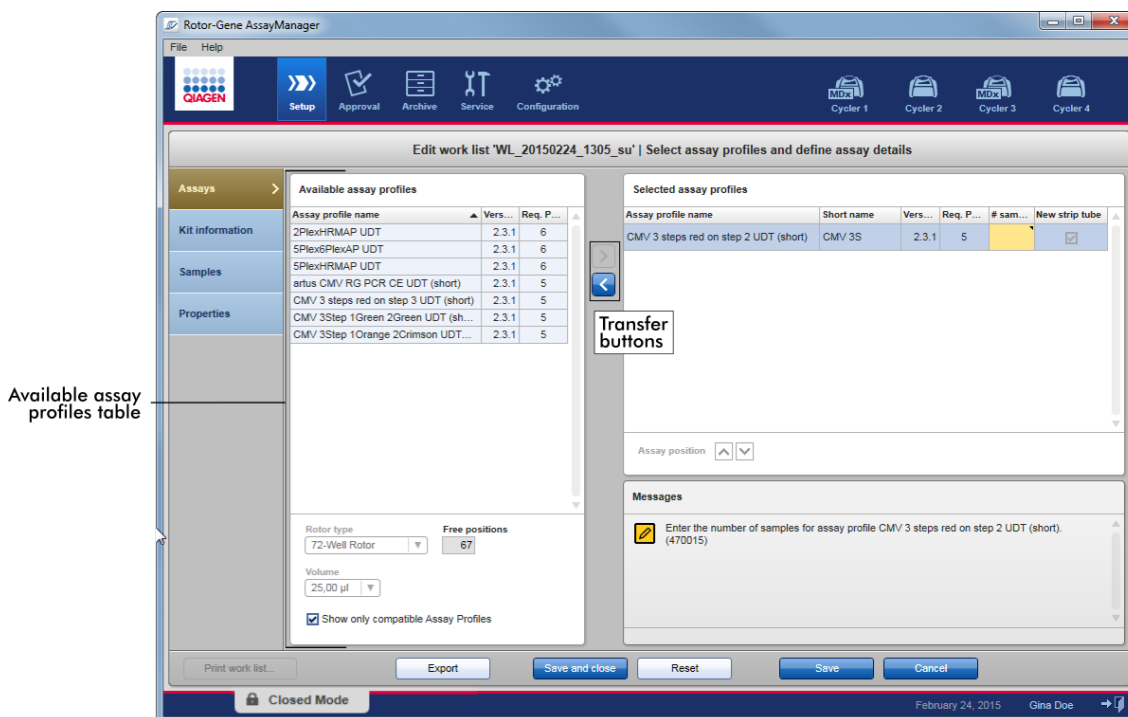 Rotor-Gene AssayManager
File Help
QIAGEN
Setup Approval Archive Service Configuration
MDx MDx
Cycler 1 Cycler 2 Cycler 3 Cycler 4
Edit work list 'WL_20150224_1305_su' | Select assay profiles and define assay details
Assays
Kit information
Samples
Properties
Available assay profiles
Assay profile name Vers... Req. P...
2PlexHRMAP UDT 2.3.1 6
5Plex6PlexAP UDT 2.3.1 6
5PlexHRMAP UDT 2.3.1 6
artus CMV RG PCR CE UDT (short) 2.3.1 5
CMV 3 steps red on step 3 UDT (short) 2.3.1 5
CMV 3Step 1Green 2Green UDT (sh... 2.3.1 5
CMV 3Step 1Orange 2Crimson UDT... 2.3.1 5
Rotor type Free positions
72-Well Rotor 67
Volume
25,00 µl
Show only compatible Assay Profiles
Transfer
buttons
Available assay
profiles table
Selected assay profiles
Assay profile name Short name Vers... Req. P... # sam... New strip tube
CMV 3 steps red on step 2 UDT (short) CMV 3S 2.3.1 5
Assay position
Messages
Enter the number of samples for assay profile CMV 3 steps red on step 2 UDT (short).
(470015)
Print work list... Export Save and close Reset Save Cancel
Closed Mode
February 24, 2015 Gina Doe